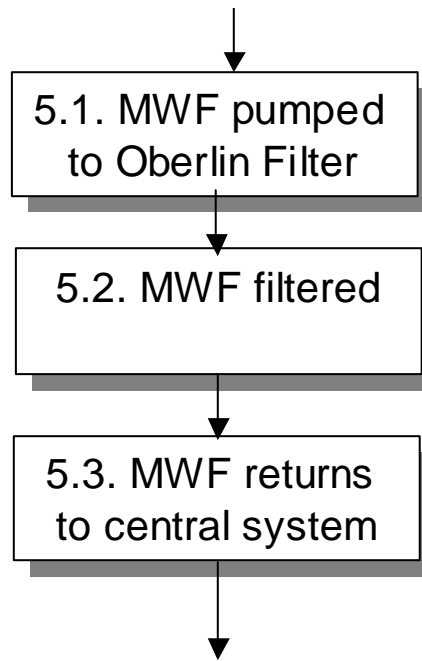 5.1. MWF pumped
to Oberlin Filter
5.2. MWF filtered
5.3. MWF returns
to central system